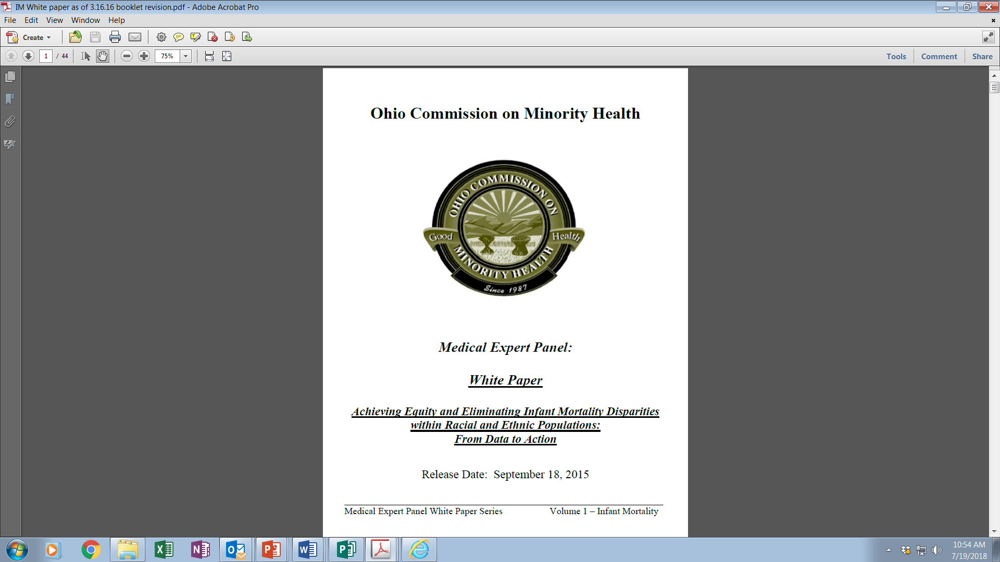 IM White paper as of 3.16.16 booklet revision.pdf - Adobe Acrobat Pro
File Edit View Window Help
Create
1 / 44 75% Tools Comment Share
Ohio Commission on Minority Health
OHIO COMMISSION ON
Good Health
MINORITY HEALTH
Since 1987
Medical Expert Panel:
White Paper
Achieving Equity and Eliminating Infant Mortality Disparities
within Racial and Ethnic Populations:
From Data to Action
Release Date: September 18, 2015
Medical Expert Panel White Paper Series Volume 1 – Infant Mortality
10:54 AM
7/19/2018